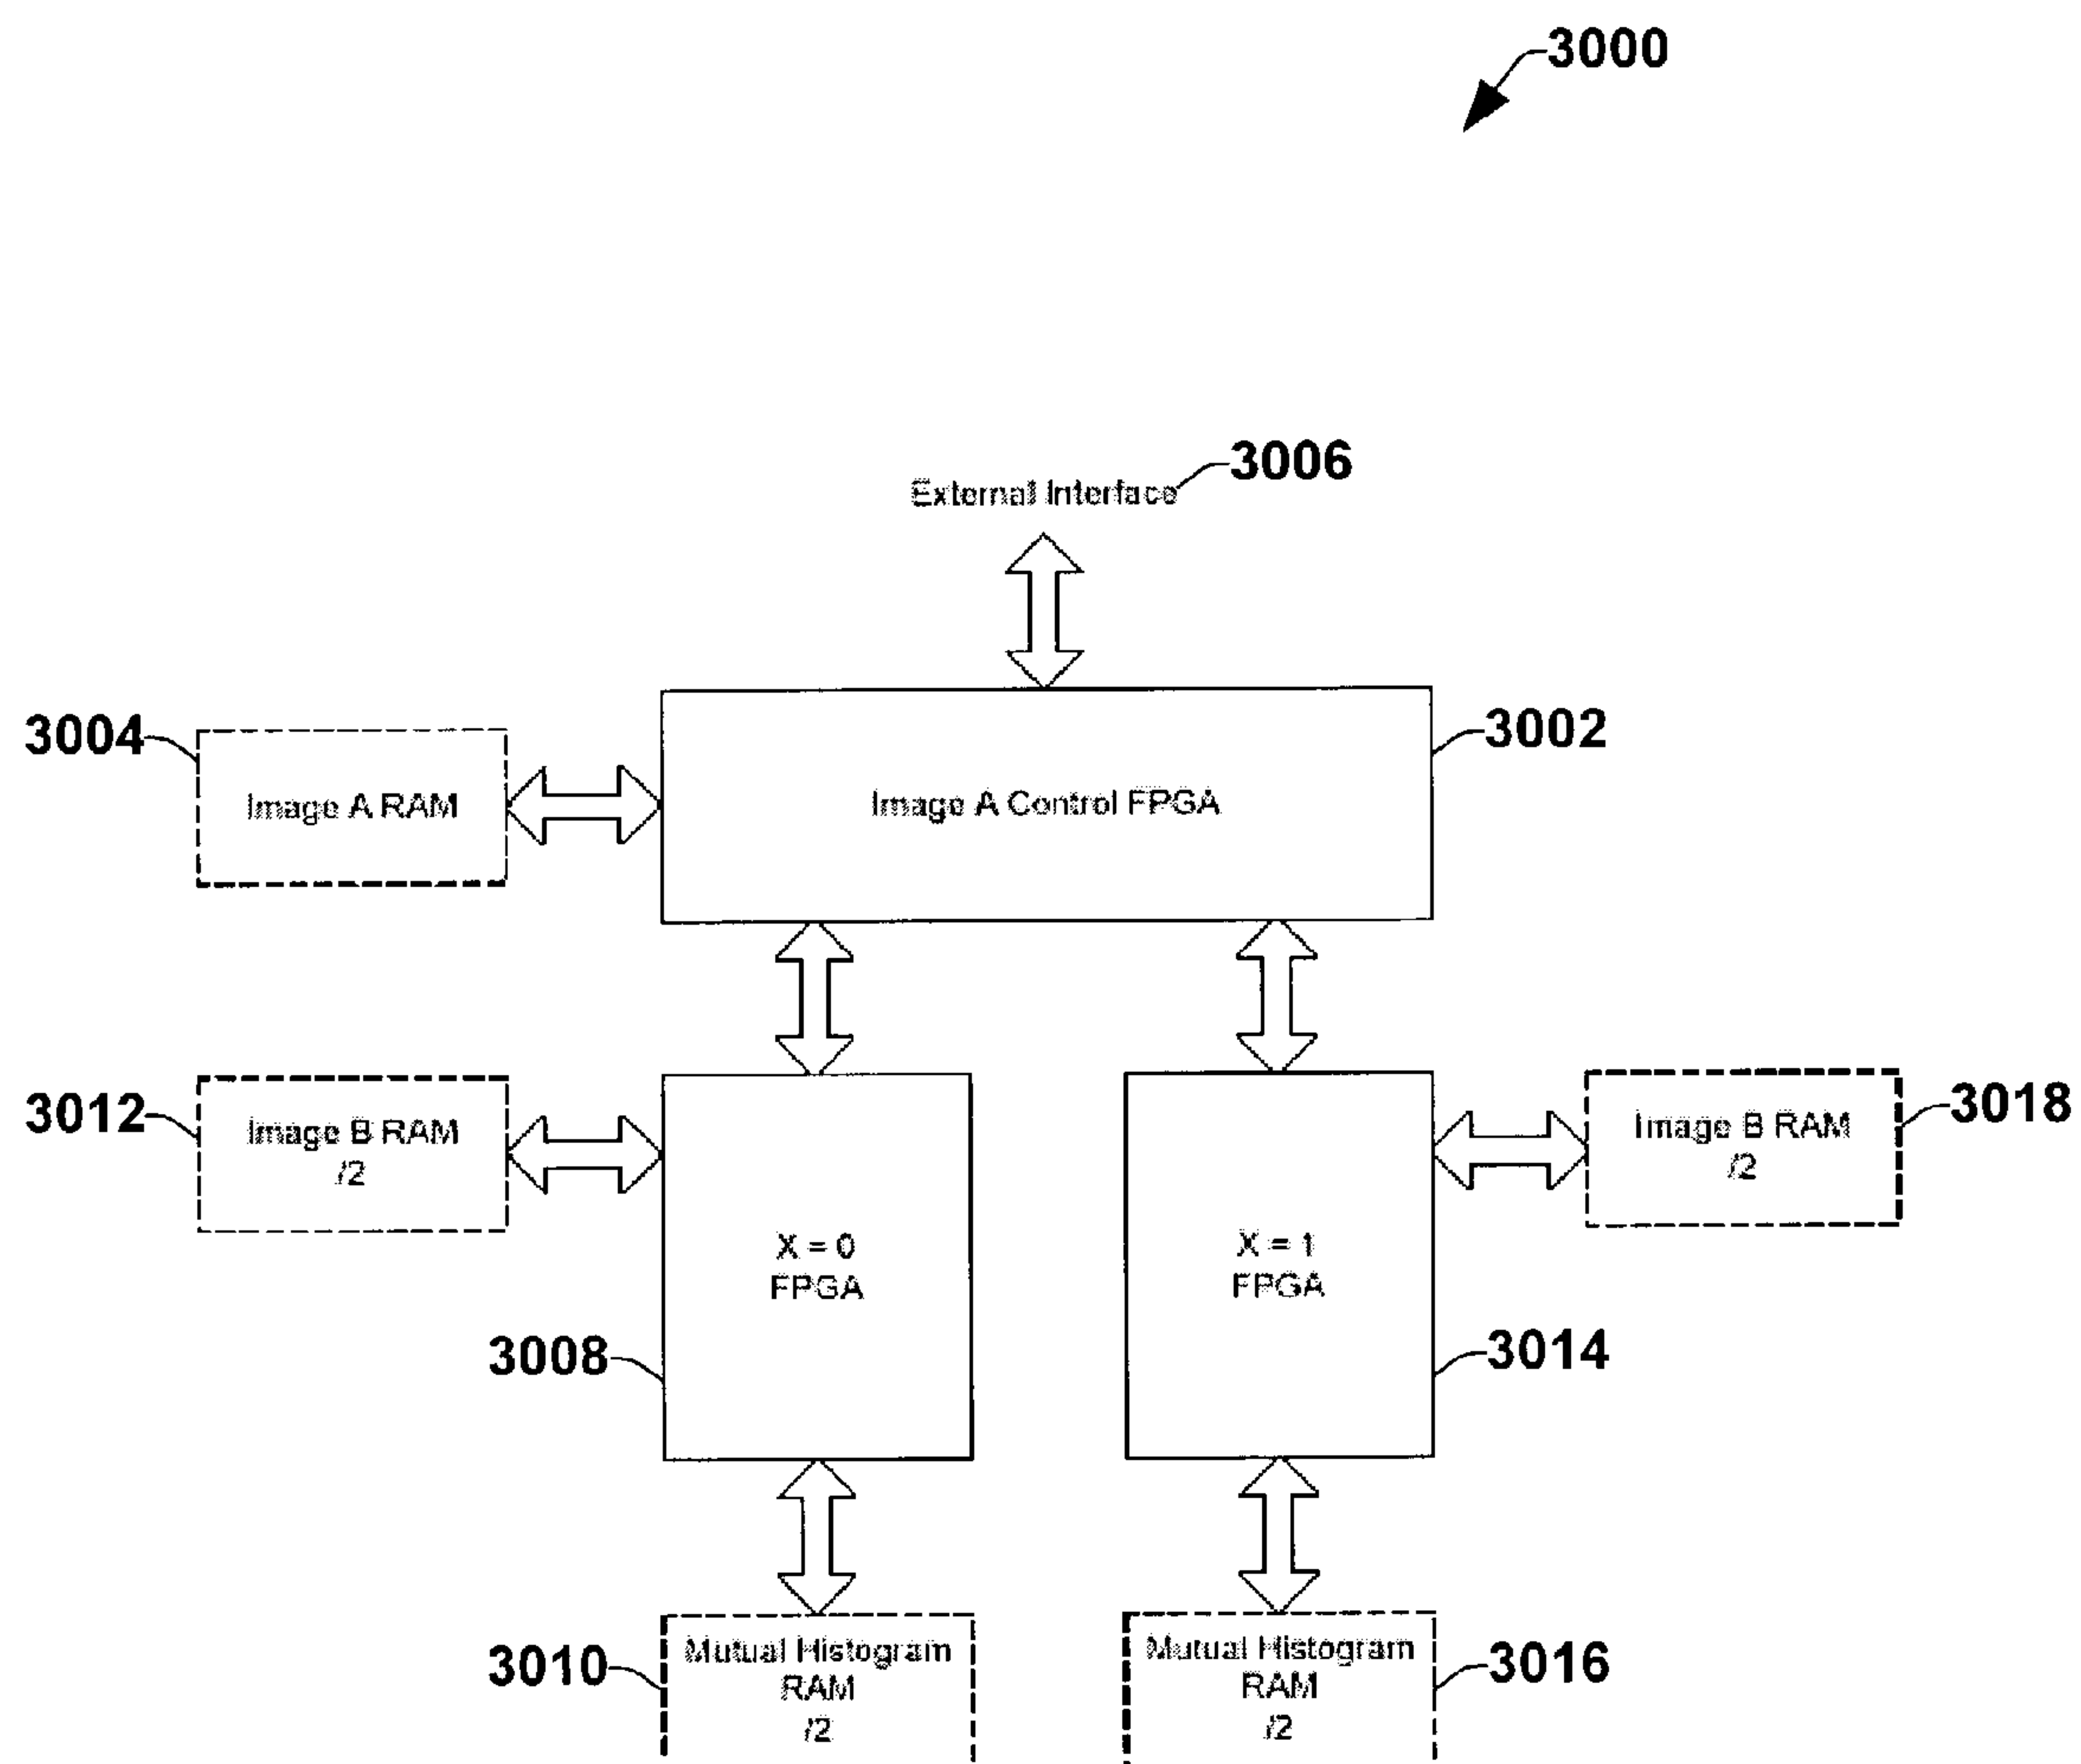 3000
3006
External Interface
3004
3002
Image A RAM
Image A Control FPGA
3012
Image B RAM
/2
3018
Image B RAM
/2
X = 0
FPGA
X = 1
FPGA
3008
3014
3010
Mutual Histogram
RAM
/2
Mutual Histogram
RAM
/2
3016